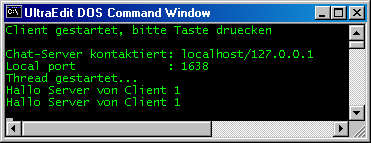 UltraEdit DOS Command Window
Client gestartet, bitte Taste druecken
Chat-Server kontaktiert: localhost/127.0.0.1
Local port             : 1638
Thread gestartet...
Hallo Server von Client 1
Hallo Server von Client 1